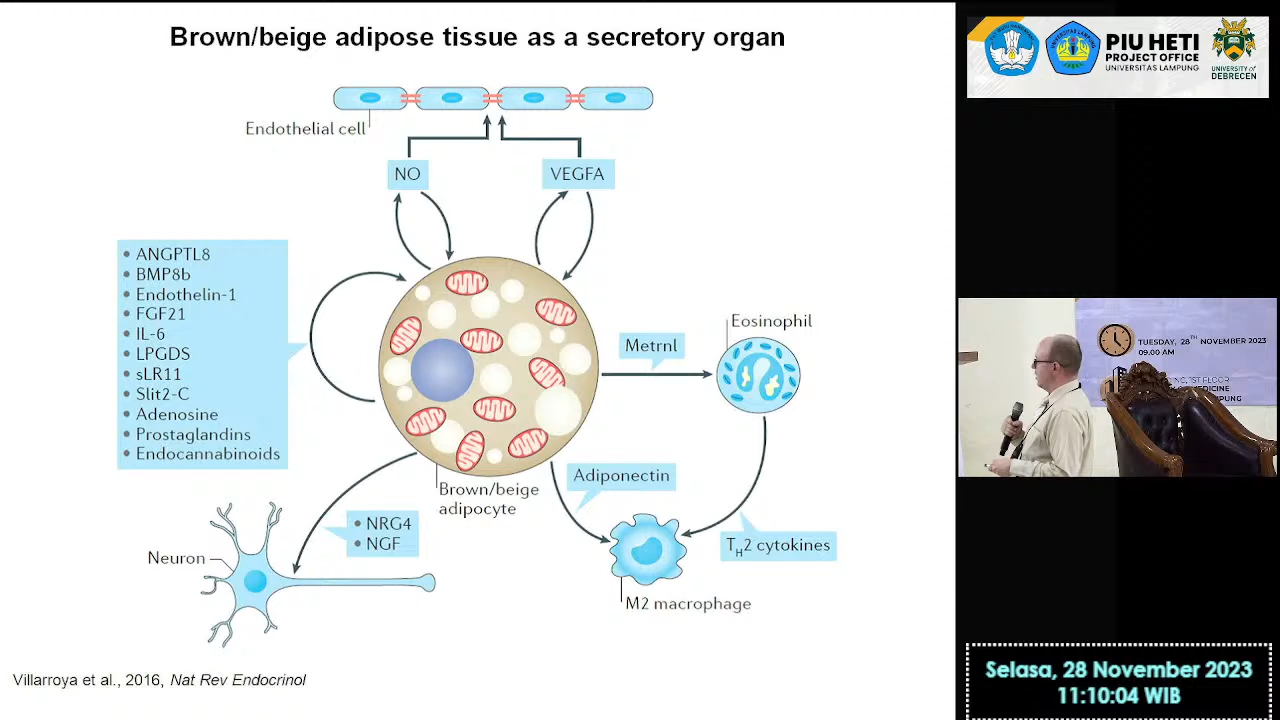 Brown/beige adipose tissue as a secretory organ
Endothelial cell
NO
VEGFA
• ANGPTL8
• BMP8b
• Endothelin-1
• FGF21
• IL-6
• LPGDS
• sLR11
• Slit2-C
• Adenosine
• Prostaglandins
• Endocannabinoids
Metrnl
Eosinophil
Brown/beige
adipocyte
Adiponectin
• NRG4
• NGF
Neuron
TH2 cytokines
M2 macrophage
Villarroya et al., 2016, Nat Rev Endocrinol
PIU HETI
PROJECT OFFICE
UNIVERSITAS LAMPUNG
UNIVERSITY of
DEBRECEN
TUESDAY, 28TH NOVEMBER 2023
09.00 AM
1ST FLOOR
Selasa, 28 November 2023
11:10:04 WIB